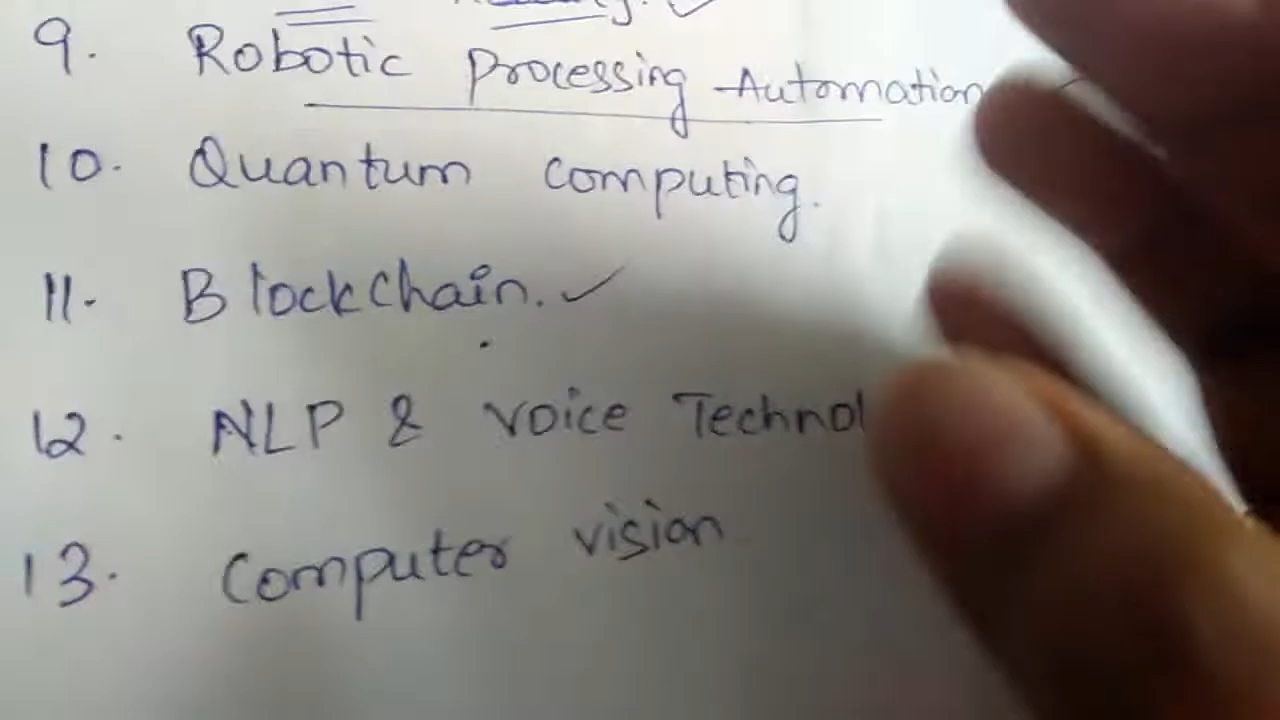 9. Robotic Processing Automation
10. Quantum computing.
11. Blockchain. ✓
12. NLP & Voice Technol
13. Computer vision